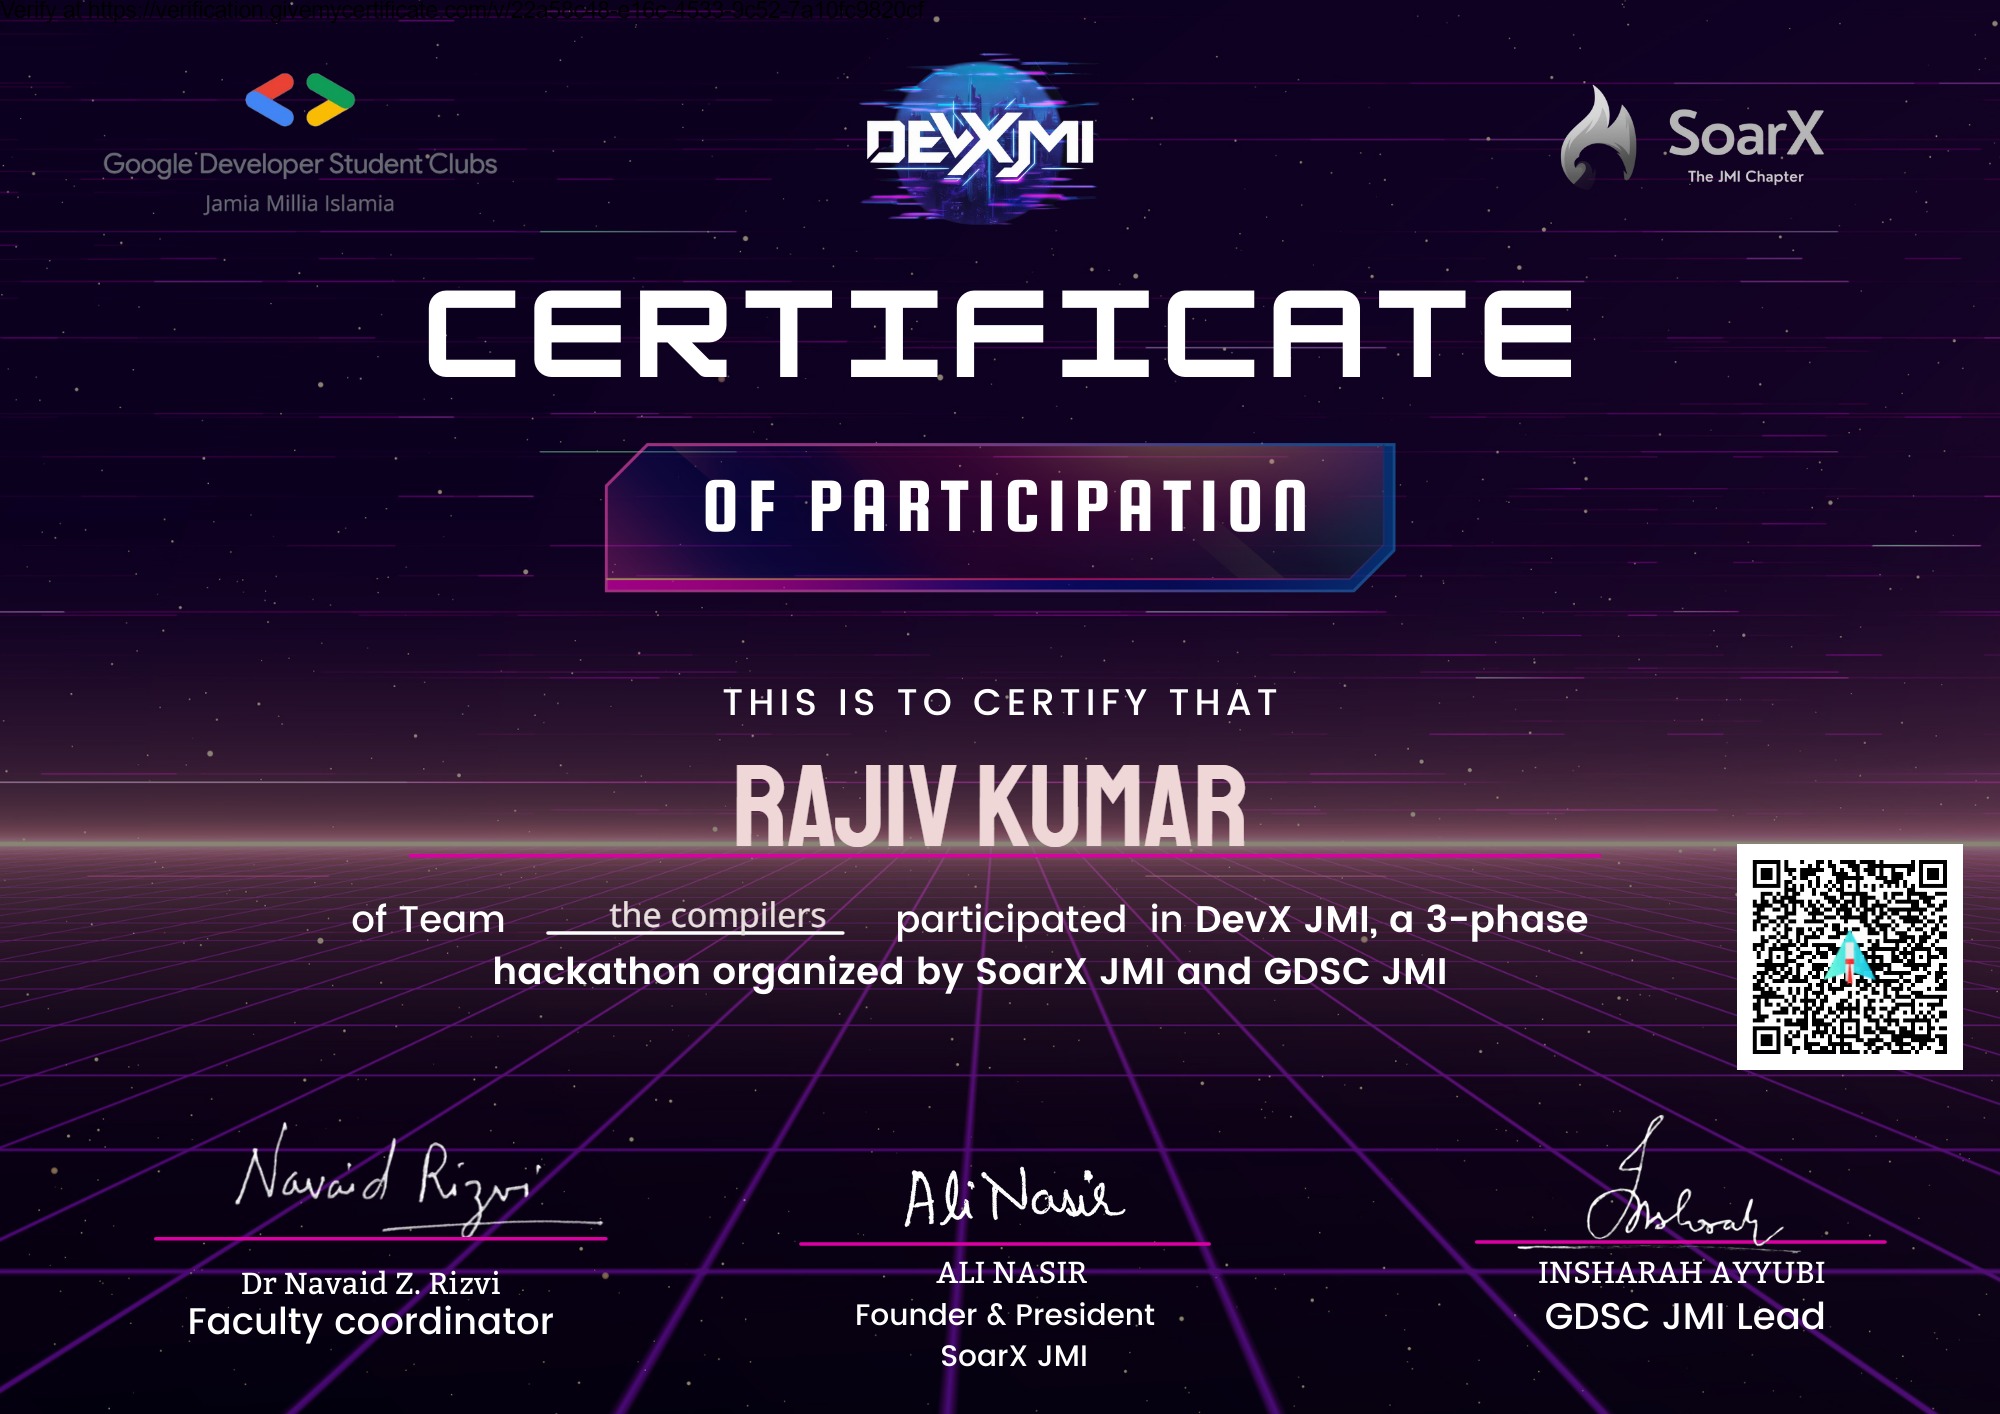 Verify at https://verification.givemycertificate.com/v/
Google Developer Student Clubs
Jamia Millia Islamia
DEVXJMI
SoarX
The JMI Chapter
CERTIFICATE
OF PARTICIPATION
THIS IS TO CERTIFY THAT
RAJIV KUMAR
of Team the compilers participated in DevX JMI, a 3-phase
hackathon organized by SoarX JMI and GDSC JMI
Navaid Rizvi
Ali Nasir
Insharah
Dr Navaid Z. Rizvi
Faculty coordinator
ALI NASIR
Founder & President
SoarX JMI
INSHARAH AYYUBI
GDSC JMI Lead